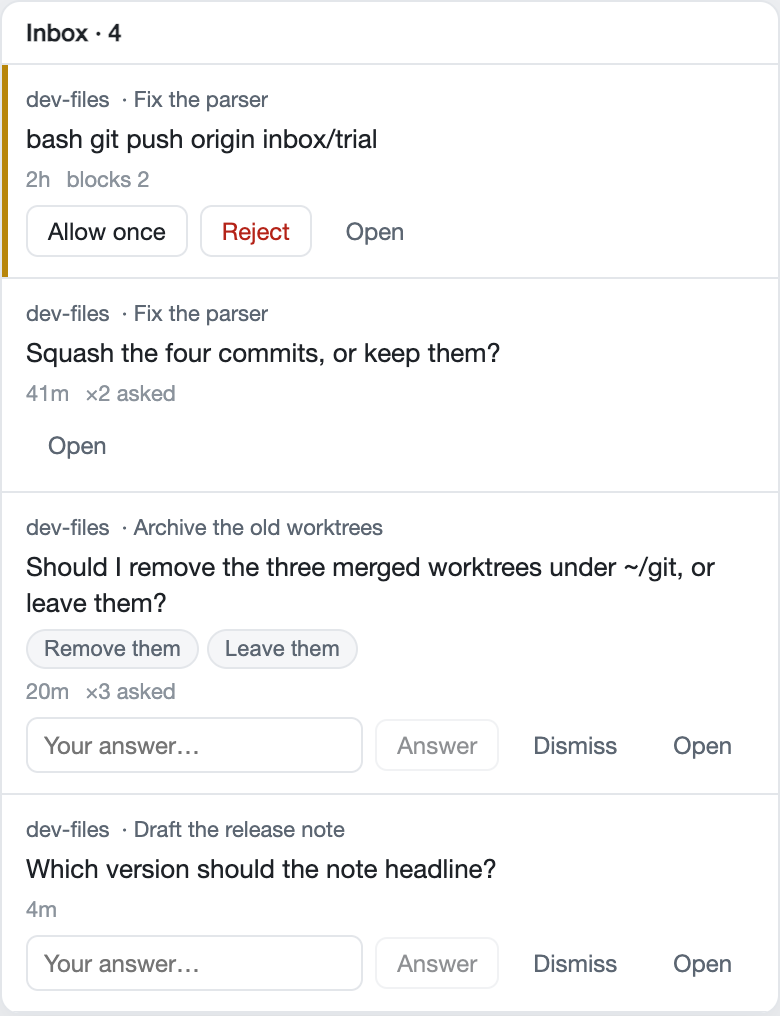 Inbox · 4
dev-files · Fix the parser
bash git push origin inbox/trial
2h blocks 2
Allow once Reject Open
dev-files · Fix the parser
Squash the four commits, or keep them?
41m ×2 asked
Open
dev-files · Archive the old worktrees
Should I remove the three merged worktrees under ~/git, or
leave them?
Remove them Leave them
20m ×3 asked
Your answer… Answer Dismiss Open
dev-files · Draft the release note
Which version should the note headline?
4m
Your answer… Answer Dismiss Open